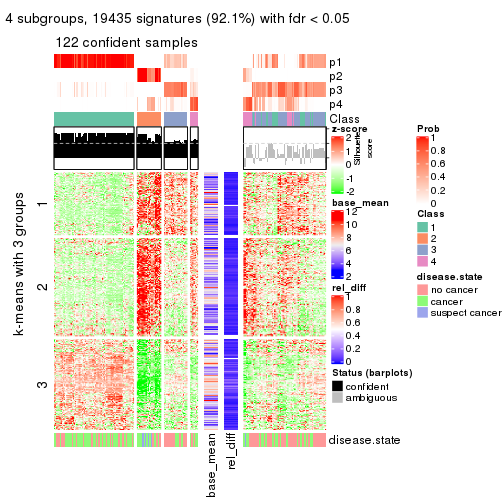 4 subgroups, 19435 signatures (92.1%) with fdr < 0.05
122 confident samples
p1
p2
p3
p4
Class
z-score
2
1
0
-1
-2
Silhouette
score
base_mean
12
10
8
6
4
2
rel_diff
1
0.8
0.6
0.4
0.2
0
Status (barplots)
confident
ambiguous
Prob
1
0.8
0.6
0.4
0.2
0
Class
1
2
3
4
disease.state
no cancer
cancer
suspect cancer
k-means with 3 groups
1
2
3
disease.state
base_mean
rel_diff